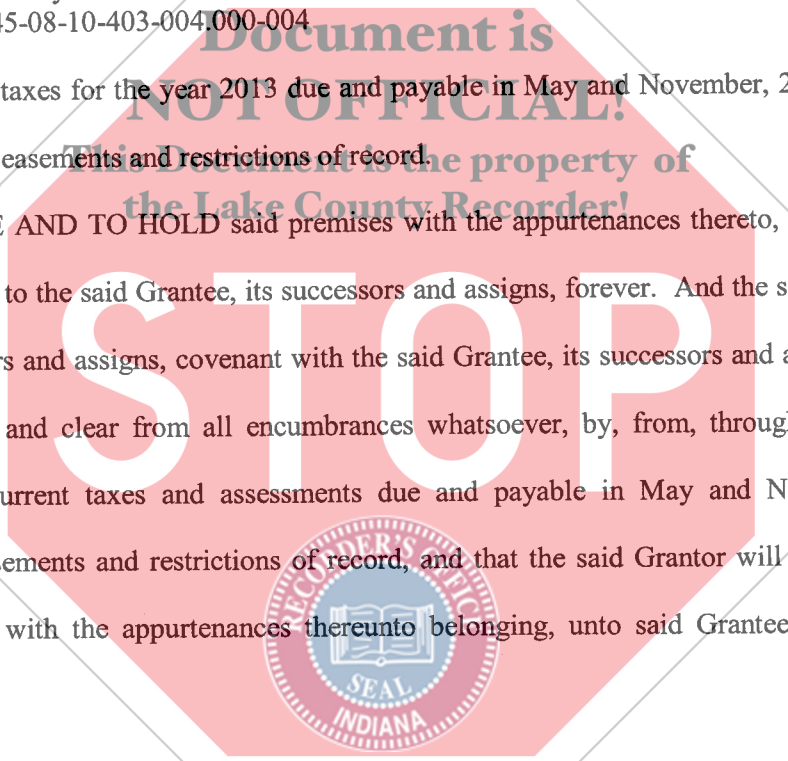 45-08-10-403-004.000-004
Document is
taxes for the year 2013 due and payable in May and November, 2
NOT OFFICIAL!
easements and restrictions of record.
This Document is the property of
the Lake County Recorder!
E AND TO HOLD said premises with the appurtenances thereto,
to the said Grantee, its successors and assigns, forever. And the s
rs and assigns, covenant with the said Grantee, its successors and a
and clear from all encumbrances whatsoever, by, from, through
urrent taxes and assessments due and payable in May and N
sements and restrictions of record, and that the said Grantor will
with the appurtenances thereunto belonging, unto said Grantee
STOP
RECORDER'S OFFICE
SEAL
INDIANA